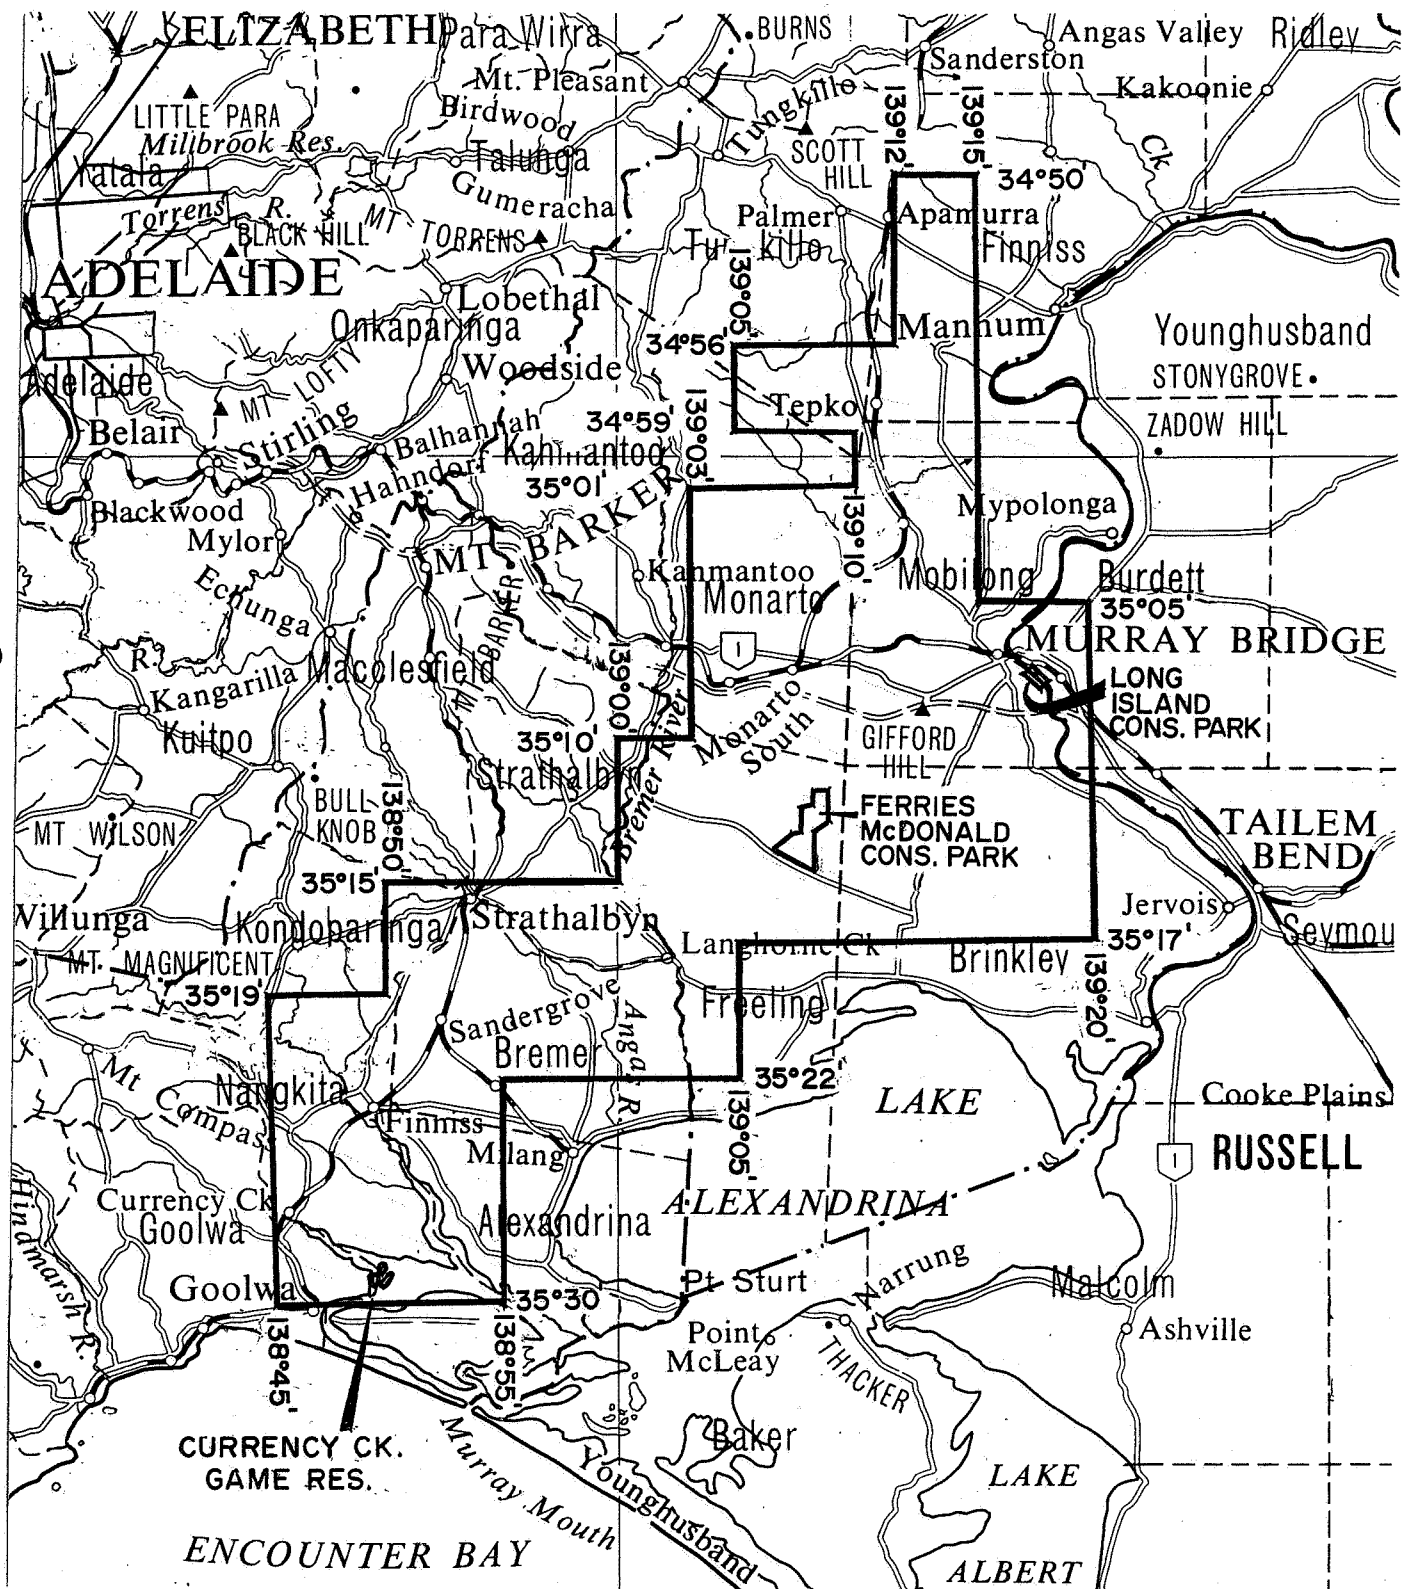 ELIZABETH
Para Wirra
BURNS
Angas Valley
Ridley
Sanderston
Mt. Pleasant
Kakoonie
LITTLE PARA
Birdwood
Tungkillo
Millbrook Res.
Talunga
SCOTT
HILL
139°12'
139°15'
Ck
34°50'
Yatala
Gumeracha
Torrens
R.
BLACK HILL
MT TORRENS
Palmer
Apamurra
Finniss
ADELAIDE
139°05'
Lobethal
Onkaparinga
Mannum
Younghusband
34°56'
Woodside
STONYGROVE
Adelaide
MT LOFTY
Tepko
ZADOW HILL
34°59'
139°03'
Belair
Stirling
Balhannah
Hahndorf
Kanmantoo
35°01'
Blackwood
Mypolonga
139°10'
Mylor
MT BARKER
Echunga
Kanmantoo
Monarto
Mobilong
Burdett
35°05'
MT BARKER
1
MURRAY BRIDGE
R.
Macclesfield
Kangarilla
139°00'
LONG
ISLAND
CONS. PARK
Kuitpo
35°10'
Bremer River
Monarto
South
GIFFORD
HILL
Strathalbyn
BULL
KNOB
138°50'
MT WILSON
FERRIES
McDONALD
CONS. PARK
TAILEM
BEND
35°15'
Willunga
Kondoparinga
Strathalbyn
Jervois
Seymou
35°17'
Langhorne Ck
Brinkley
MT. MAGNIFICENT
35°19'
Freeling
139°20'
Sandergrove
Angas R.
Bremer
Mt
Compass
Nangkita
35°22'
LAKE
Cooke Plains
Finniss
139°05'
Milang
1
RUSSELL
Currency Ck
Goolwa
Alexandrina
ALEXANDRINA
Hindmarsh R.
Goolwa
Pt Sturt
Narrung
Malcolm
35°30'
138°45'
138°55'
Point
McLeay
THACKER
Ashville
CURRENCY CK.
GAME RES.
Baker
Murray Mouth
Younghusband
LAKE
ENCOUNTER BAY
ALBERT